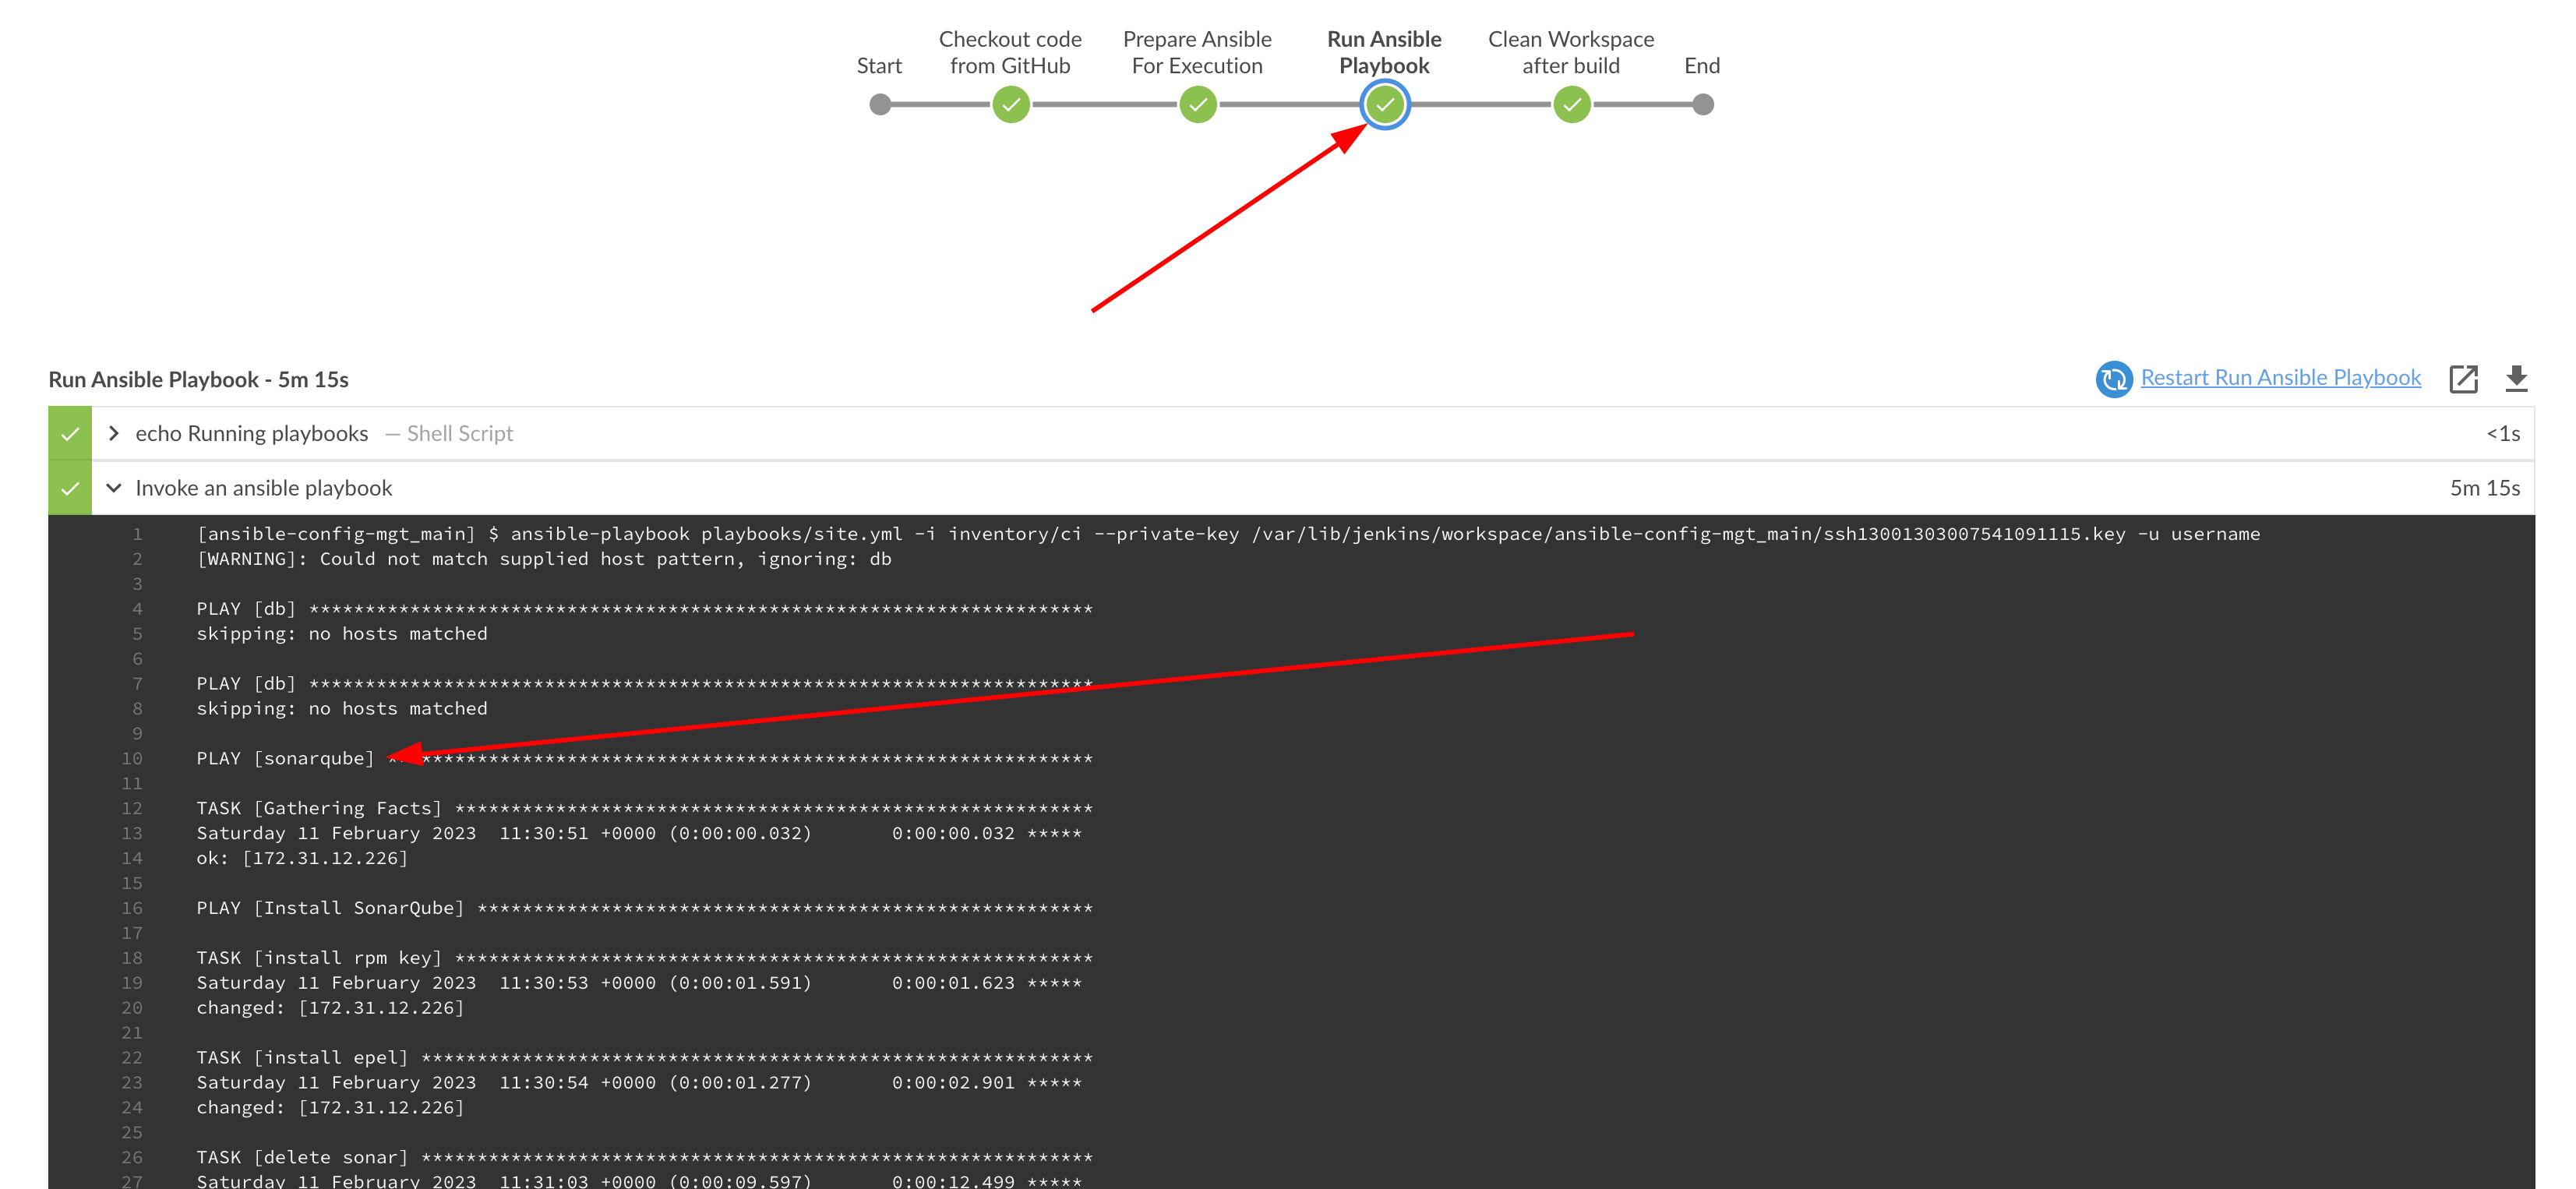 Start
Checkout code
from GitHub
Prepare Ansible
For Execution
Run Ansible
Playbook
Clean Workspace
after build
End
Run Ansible Playbook - 5m 15s
Restart Run Ansible Playbook
echo Running playbooks — Shell Script <1s
Invoke an ansible playbook 5m 15s
1 [ansible-config-mgt_main] $ ansible-playbook playbooks/site.yml -i inventory/ci --private-key /var/lib/jenkins/workspace/ansible-config-mgt_main/ssh13001303007541091115.key -u username
2 [WARNING]: Could not match supplied host pattern, ignoring: db
3
4 PLAY [db] **********************************************************************
5 skipping: no hosts matched
6
7 PLAY [db] **********************************************************************
8 skipping: no hosts matched
9
10 PLAY [sonarqube] ***************************************************************
11
12 TASK [Gathering Facts] *********************************************************
13 Saturday 11 February 2023  11:30:51 +0000 (0:00:00.032)       0:00:00.032 *****
14 ok: [172.31.12.226]
15
16 PLAY [Install SonarQube] *******************************************************
17
18 TASK [install rpm key] *********************************************************
19 Saturday 11 February 2023  11:30:53 +0000 (0:00:01.591)       0:00:01.623 *****
20 changed: [172.31.12.226]
21
22 TASK [install epel] ************************************************************
23 Saturday 11 February 2023  11:30:54 +0000 (0:00:01.277)       0:00:02.901 *****
24 changed: [172.31.12.226]
25
26 TASK [delete sonar] ************************************************************
27 Saturday 11 February 2023  11:31:03 +0000 (0:00:09.597)       0:00:12.499 *****